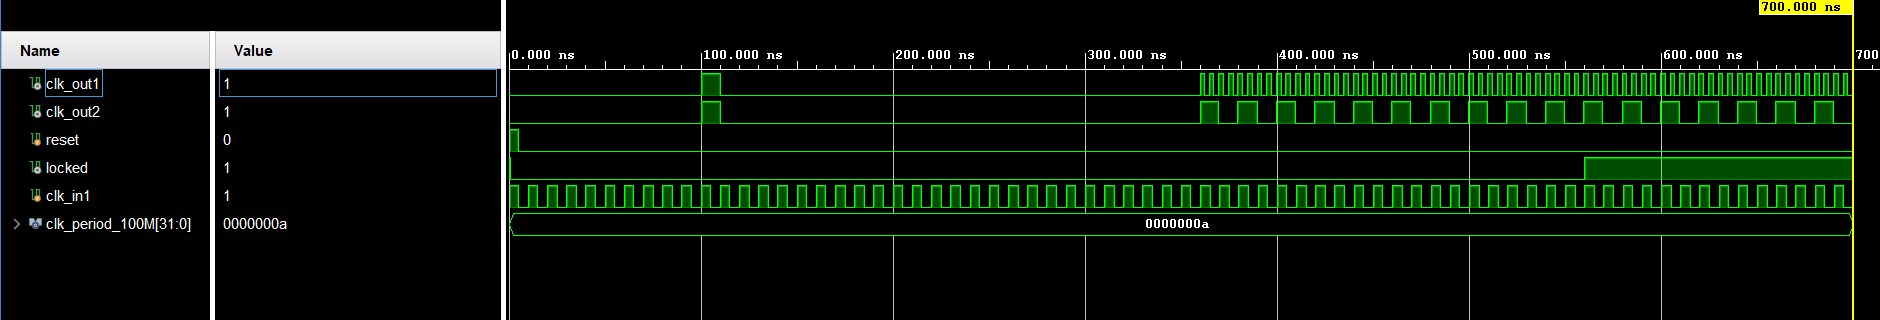 700.000 ns
Name Value
0.000 ns 100.000 ns 200.000 ns 300.000 ns 400.000 ns 500.000 ns 600.000 ns 700
clk_out1 1
clk_out2 1
reset 0
locked 1
clk_in1 1
clk_period_100M[31:0] 0000000a 0000000a